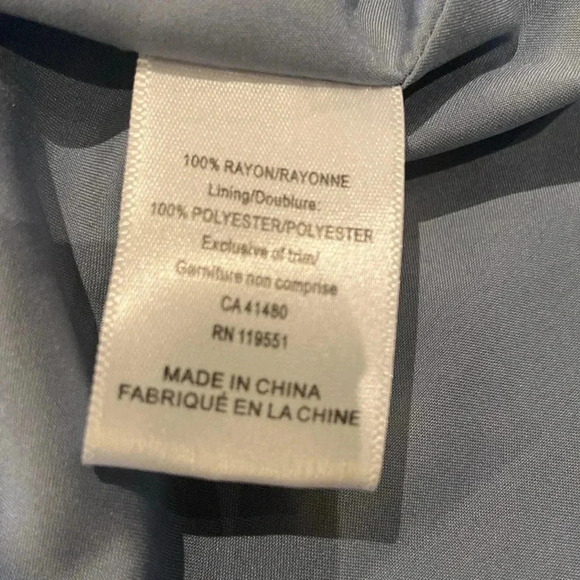 100% RAYON/RAYONNE
Lining/Doublure:
100% POLYESTER/POLYESTER
Exclusive of trim/
Garniture non comprise
CA 41480
RN 119551
MADE IN CHINA
FABRIQUÉ EN LA CHINE